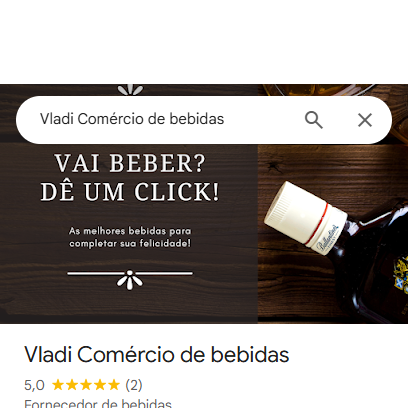 Vladi Comércio de bebidas
VAI BEBER?
DÊ UM CLICK!
As melhores bebidas para
completar sua felicidade!
Ballantine's
Vladi Comércio de bebidas
5,0 (2)
Fornecedor de bebidas